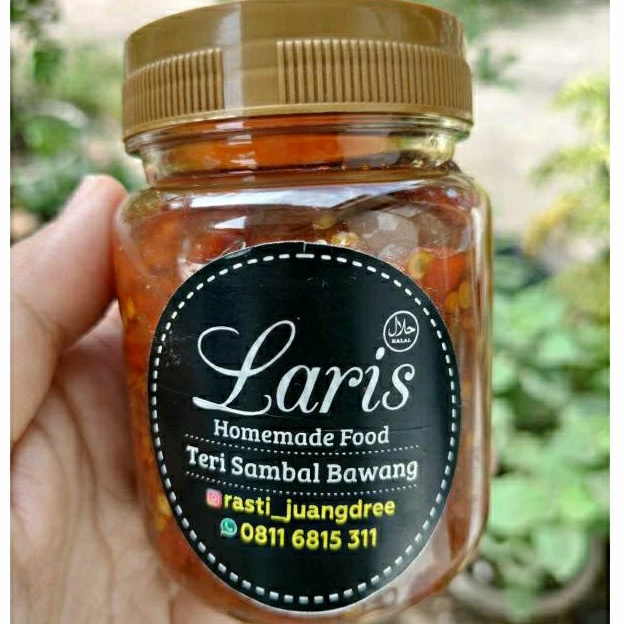 حلال
HALAL
Laris
Homemade Food
Teri Sambal Bawang
rasti_juangdree
0811 6815 311